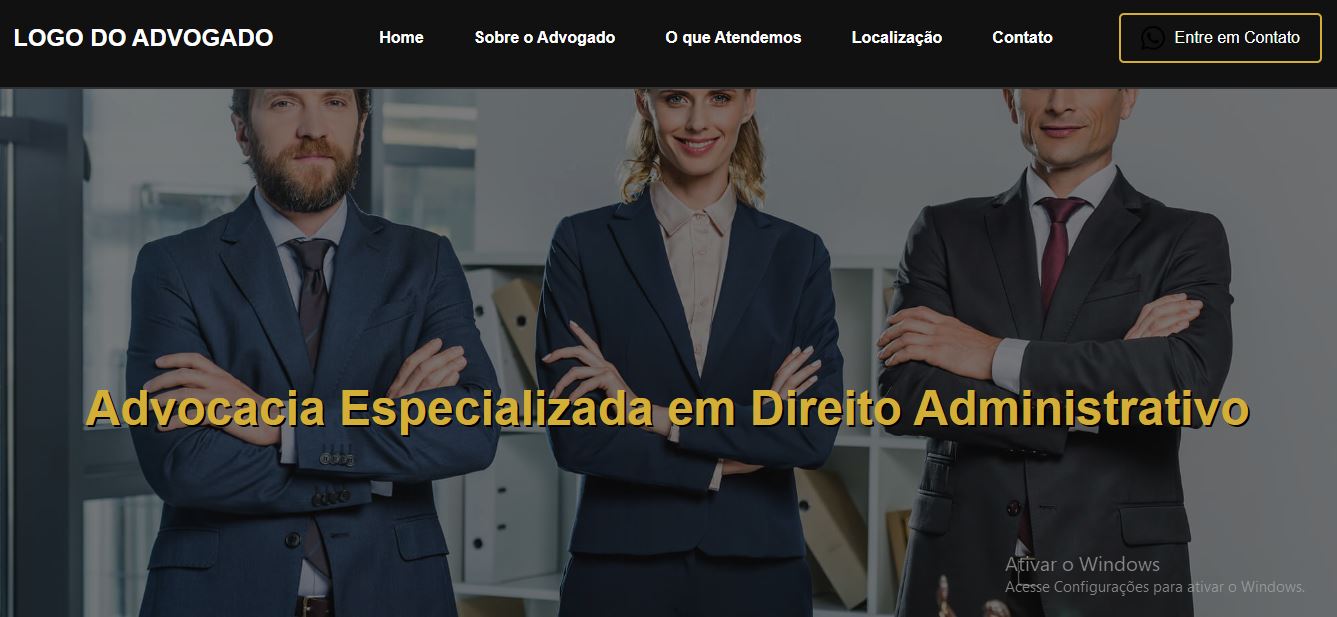 LOGO DO ADVOGADO
Home
Sobre o Advogado
O que Atendemos
Localização
Contato
Entre em Contato
Advocacia Especializada em Direito Administrativo
Ativar o Windows
Acesse Configurações para ativar o Windows.